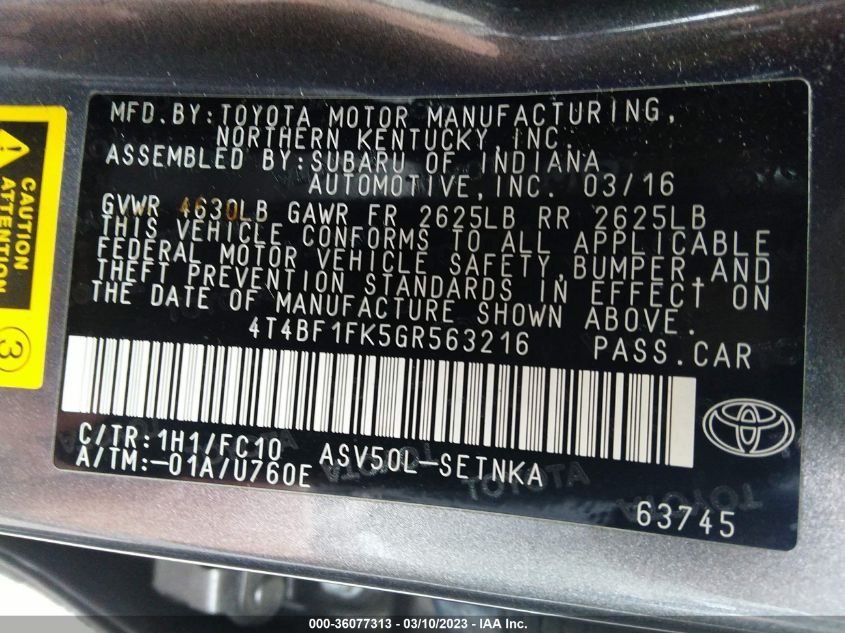 MFD.BY:TOYOTA MOTOR MANUFACTURING,
NORTHERN KENTUCKY,INC.
ASSEMBLED BY:SUBARU OF INDIANA
AUTOMOTIVE,INC. 03/16
GVWR 4630LB GAWR FR 2625LB RR 2625LB
THIS VEHICLE CONFORMS TO ALL APPLICABLE
FEDERAL MOTOR VEHICLE SAFETY,BUMPER,AND
THEFT PREVENTION STANDARDS IN EFFECT ON
THE DATE OF MANUFACTURE SHOWN ABOVE.
4T4BF1FK5GR563216 PASS.CAR
C/TR:1H1/FC10 ASV50L-SETNKA
A/TM:-01A/U760E
63745
CAUTION
ATTENTION
3
000-36077313 - 03/10/2023 - IAA Inc.